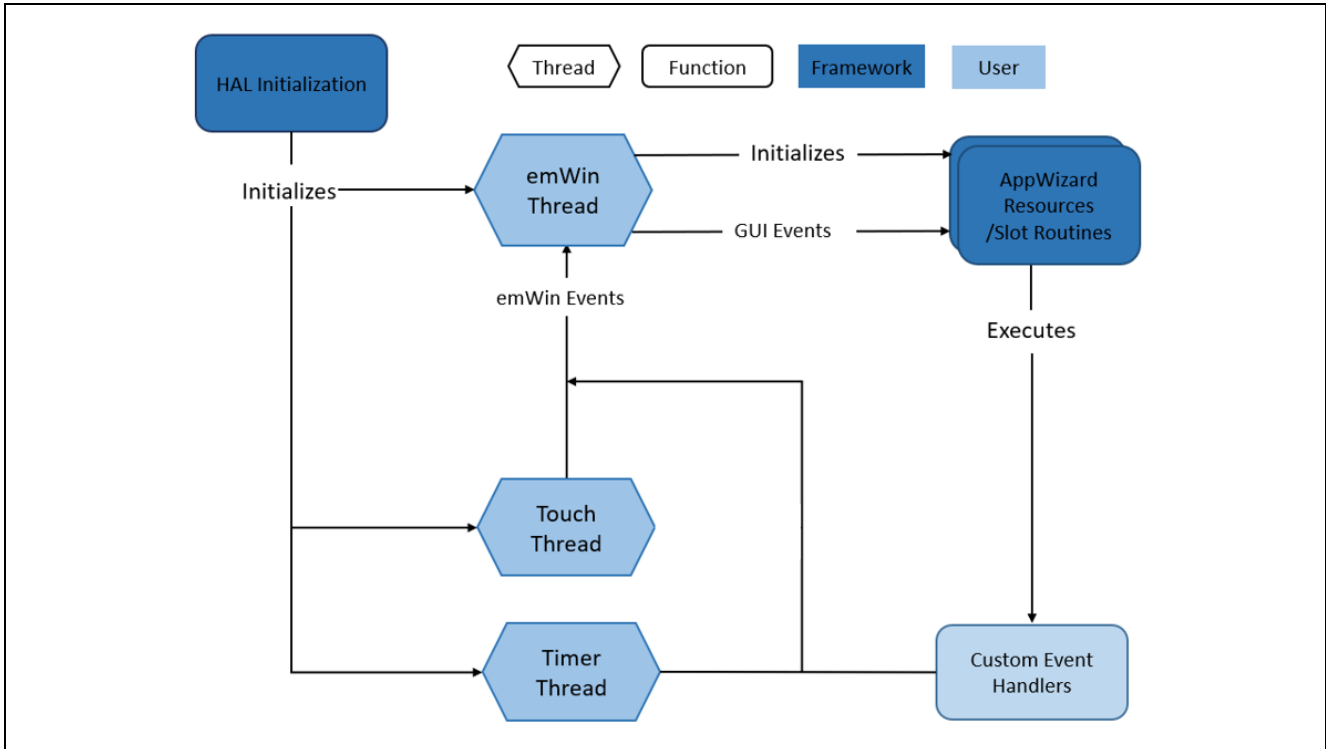 HAL Initialization
Thread
Function
Framework
User
Initializes
emWin
Thread
Initializes
GUI Events
AppWizard
Resources
/Slot Routines
emWin Events
Executes
Touch
Thread
Timer
Thread
Custom Event
Handlers